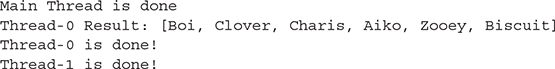 Main Thread is done
Thread-0 Result: [Boi, Clover, Charis, Aiko, Zooey, Biscuit]
Thread-0 is done!
Thread-1 is done!